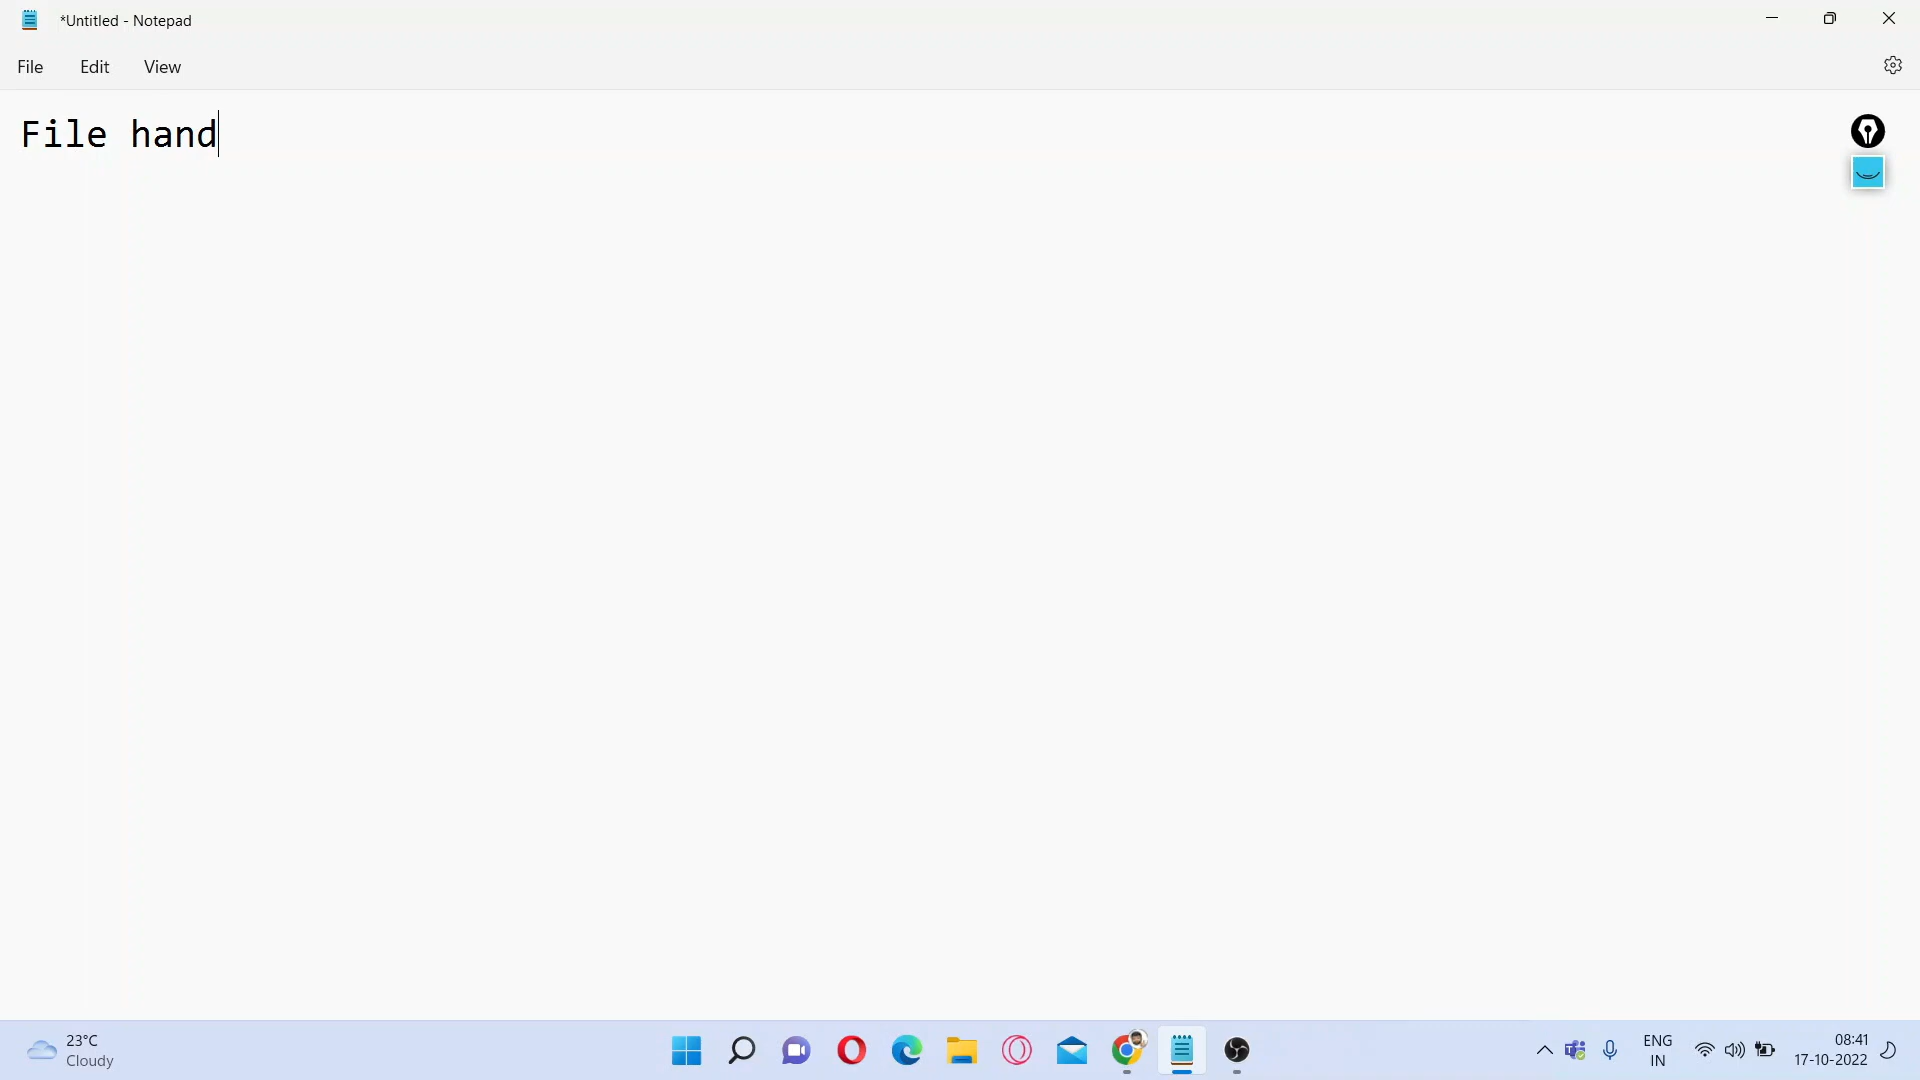 *Untitled - Notepad
File Edit View
File hand
23°C
Cloudy
ENG
IN
08:41
17-10-2022